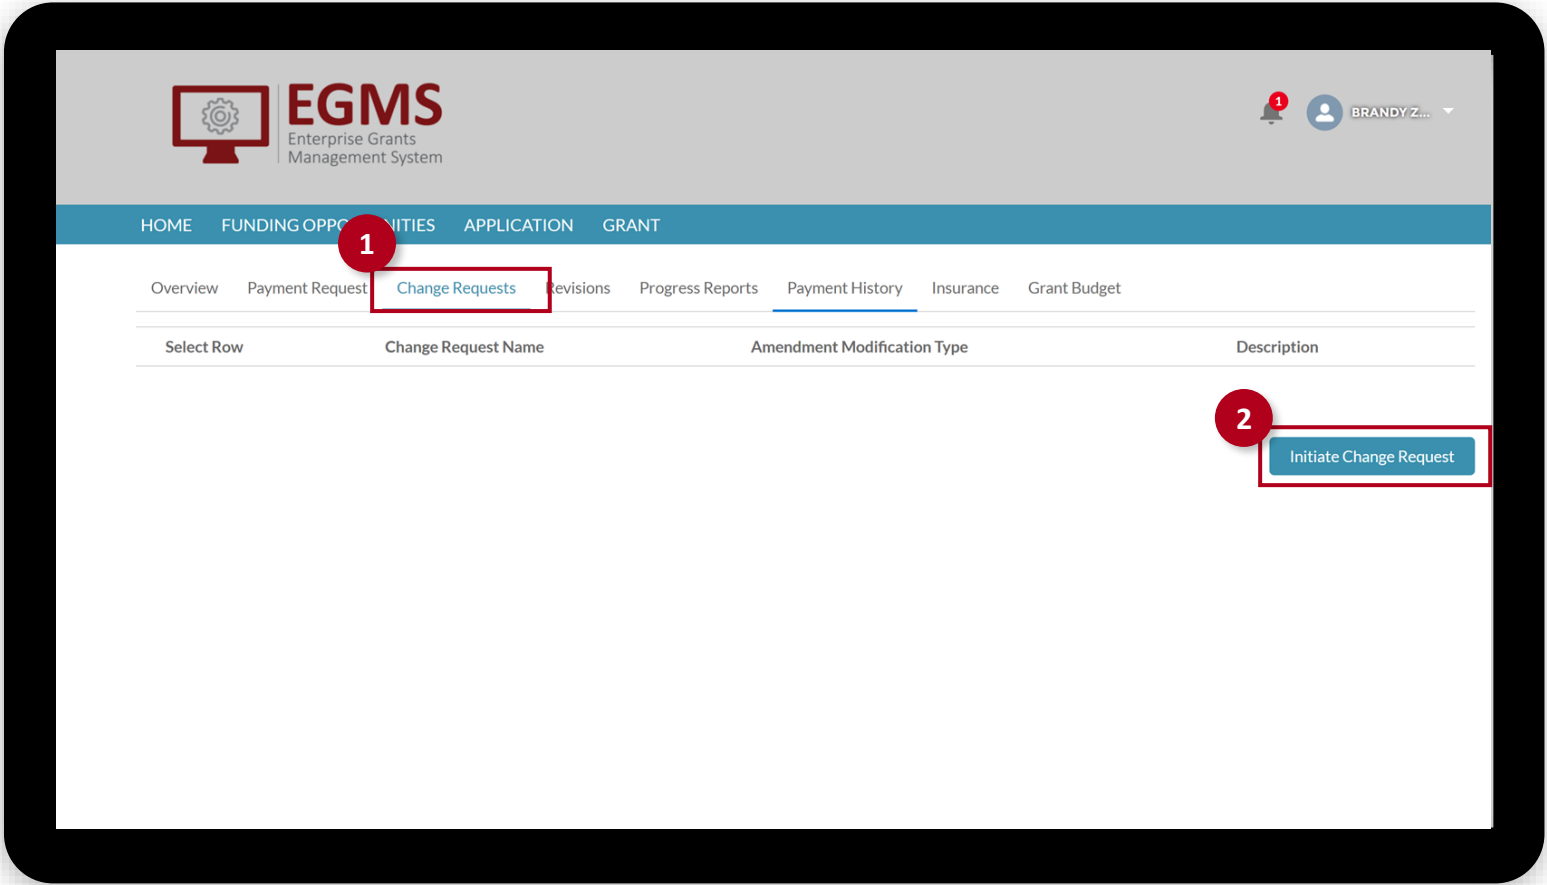 EGMS
Enterprise Grants
Management System
1
BRANDY Z...
HOME FUNDING OPPO NITIES APPLICATION GRANT
1
Overview Payment Request Change Requests Revisions Progress Reports Payment History Insurance Grant Budget
Select Row Change Request Name Amendment Modification Type Description
2
Initiate Change Request